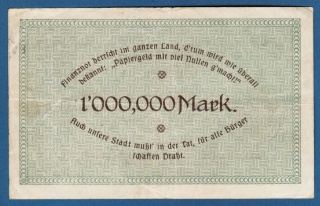 Finanznot herrscht im ganzen Land, d'rum wird wie überall
bekannt: „Papiergeld mit viel Nullen g'macht!"
1'000,000 Mark.
Auch unsere Stadt mußt' in der Tat, für alle Bürger
schaffen Draht.